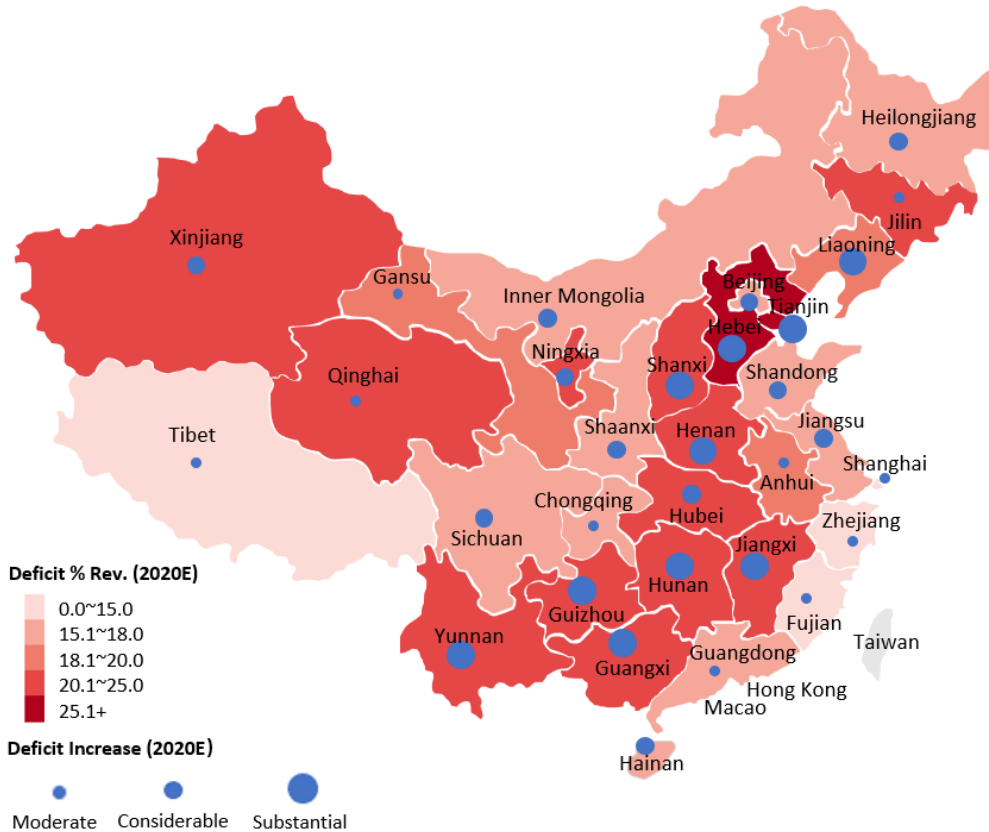 Heilongjiang
Jilin
Xinjiang
Liaoning
Gansu
Beijing
Inner Mongolia
Tianjin
Hebei
Ningxia
Shanxi
Qinghai
Shandong
Jiangsu
Shaanxi
Henan
Tibet
Shanghai
Anhui
Chongqing
Hubei
Zhejiang
Sichuan
Jiangxi
Hunan
Guizhou
Fujian
Yunnan
Taiwan
Guangdong
Guangxi
Hong Kong
Macao
Hainan
Deficit % Rev. (2020E)
0.0~15.0
15.1~18.0
18.1~20.0
20.1~25.0
25.1+
Deficit Increase (2020E)
Moderate Considerable Substantial